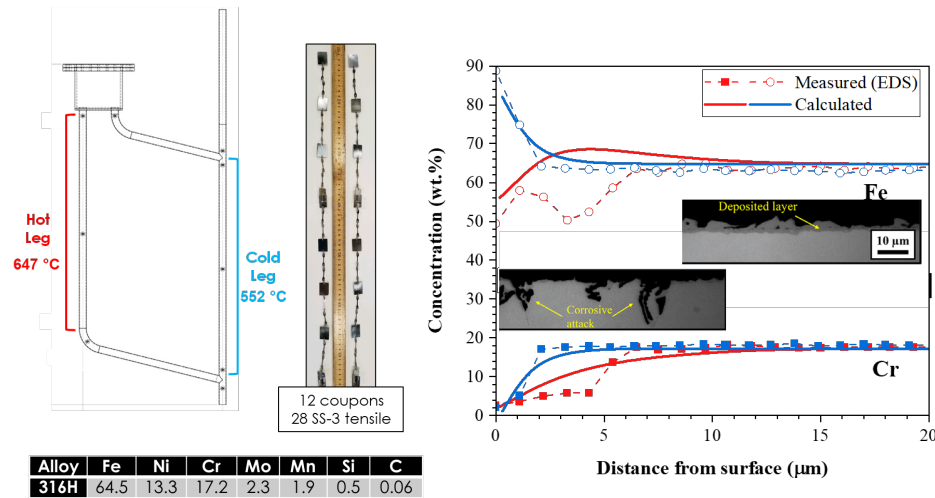 Hot
Leg
647 °C
Cold
Leg
552 °C
12 coupons
28 SS-3 tensile
Alloy Fe Ni Cr Mo Mn Si C
316H 64.5 13.3 17.2 2.3 1.9 0.5 0.06
Concentration (wt.%)
90
80
70
60
50
40
30
20
10
0
Measured (EDS)
Calculated
Fe
Deposited layer
10 µm
Corrosive
attack
Cr
0 5 10 15 20
Distance from surface (µm)